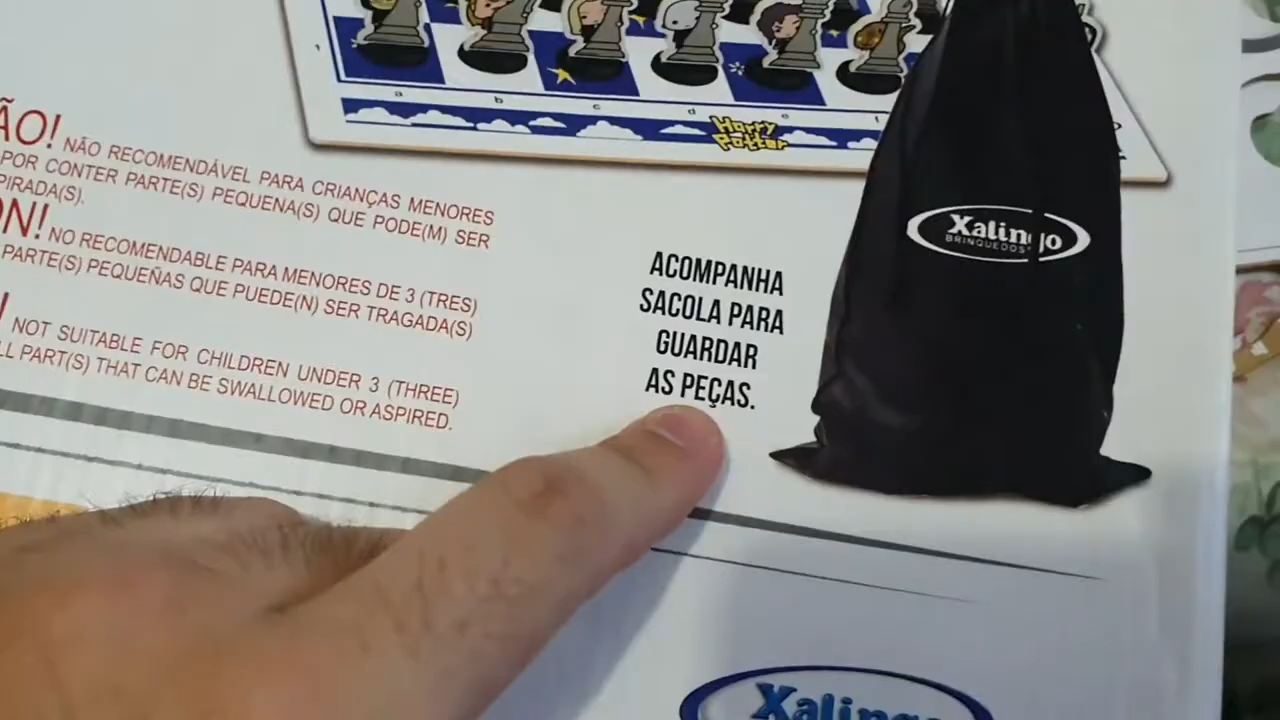 a b c d e f
Harry
Potter
ÃO! NÃO RECOMENDÁVEL PARA CRIANÇAS MENORES
POR CONTER PARTE(S) PEQUENA(S) QUE PODE(M) SER
PIRADA(S).
ON! NO RECOMENDABLE PARA MENORES DE 3 (TRES)
PARTE(S) PEQUEÑAS QUE PUEDE(N) SER TRAGADA(S)
NOT SUITABLE FOR CHILDREN UNDER 3 (THREE)
LL PART(S) THAT CAN BE SWALLOWED OR ASPIRED.
ACOMPANHA
SACOLA PARA
GUARDAR
AS PEÇAS.
Xalingo
BRINQUEDOS
Xalingo